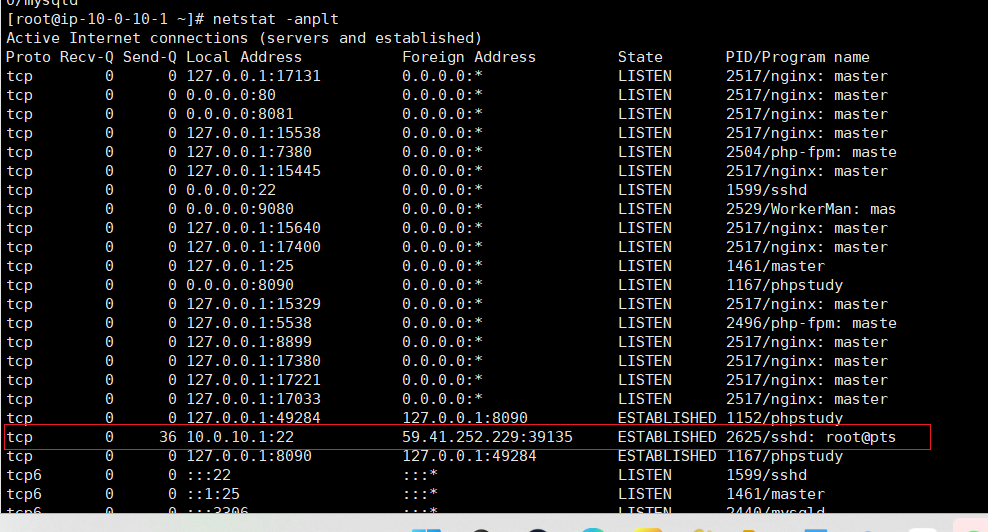 0/mysqld
[root@ip-10-0-10-1 ~]# netstat -anplt
Active Internet connections (servers and established)
Proto Recv-Q Send-Q Local Address Foreign Address State PID/Program name
tcp 0 0 127.0.0.1:17131 0.0.0.0:* LISTEN 2517/nginx: master
tcp 0 0 0.0.0.0:80 0.0.0.0:* LISTEN 2517/nginx: master
tcp 0 0 0.0.0.0:8081 0.0.0.0:* LISTEN 2517/nginx: master
tcp 0 0 127.0.0.1:15538 0.0.0.0:* LISTEN 2517/nginx: master
tcp 0 0 127.0.0.1:7380 0.0.0.0:* LISTEN 2504/php-fpm: maste
tcp 0 0 127.0.0.1:15445 0.0.0.0:* LISTEN 2517/nginx: master
tcp 0 0 0.0.0.0:22 0.0.0.0:* LISTEN 1599/sshd
tcp 0 0 0.0.0.0:9080 0.0.0.0:* LISTEN 2529/WorkerMan: mas
tcp 0 0 127.0.0.1:15640 0.0.0.0:* LISTEN 2517/nginx: master
tcp 0 0 127.0.0.1:17400 0.0.0.0:* LISTEN 2517/nginx: master
tcp 0 0 127.0.0.1:25 0.0.0.0:* LISTEN 1461/master
tcp 0 0 0.0.0.0:8090 0.0.0.0:* LISTEN 1167/phpstudy
tcp 0 0 127.0.0.1:15329 0.0.0.0:* LISTEN 2517/nginx: master
tcp 0 0 127.0.0.1:5538 0.0.0.0:* LISTEN 2496/php-fpm: maste
tcp 0 0 127.0.0.1:8899 0.0.0.0:* LISTEN 2517/nginx: master
tcp 0 0 127.0.0.1:17380 0.0.0.0:* LISTEN 2517/nginx: master
tcp 0 0 127.0.0.1:17221 0.0.0.0:* LISTEN 2517/nginx: master
tcp 0 0 127.0.0.1:17033 0.0.0.0:* LISTEN 2517/nginx: master
tcp 0 0 127.0.0.1:49284 127.0.0.1:8090 ESTABLISHED 1152/phpstudy
tcp 0 36 10.0.10.1:22 59.41.252.229:39135 ESTABLISHED 2625/sshd: root@pts
tcp 0 0 127.0.0.1:8090 127.0.0.1:49284 ESTABLISHED 1167/phpstudy
tcp6 0 0 :::22 :::* LISTEN 1599/sshd
tcp6 0 0 ::1:25 :::* LISTEN 1461/master
tcp6 0 0 :::3306 :::* LISTEN 2440/mysqld